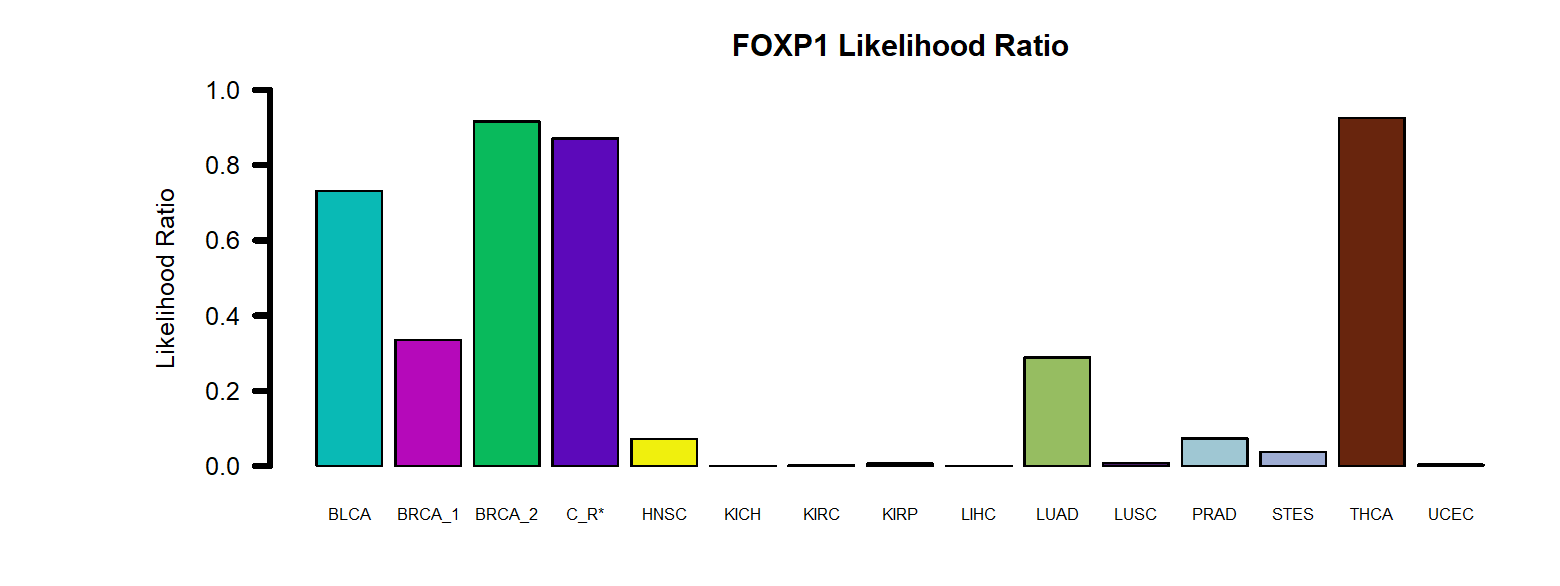 FOXP1 Likelihood Ratio
Likelihood Ratio
1.0
0.8
0.6
0.4
0.2
0.0
BLCA BRCA_1 BRCA_2 C_R* HNSC KICH KIRC KIRP LIHC LUAD LUSC PRAD STES THCA UCEC